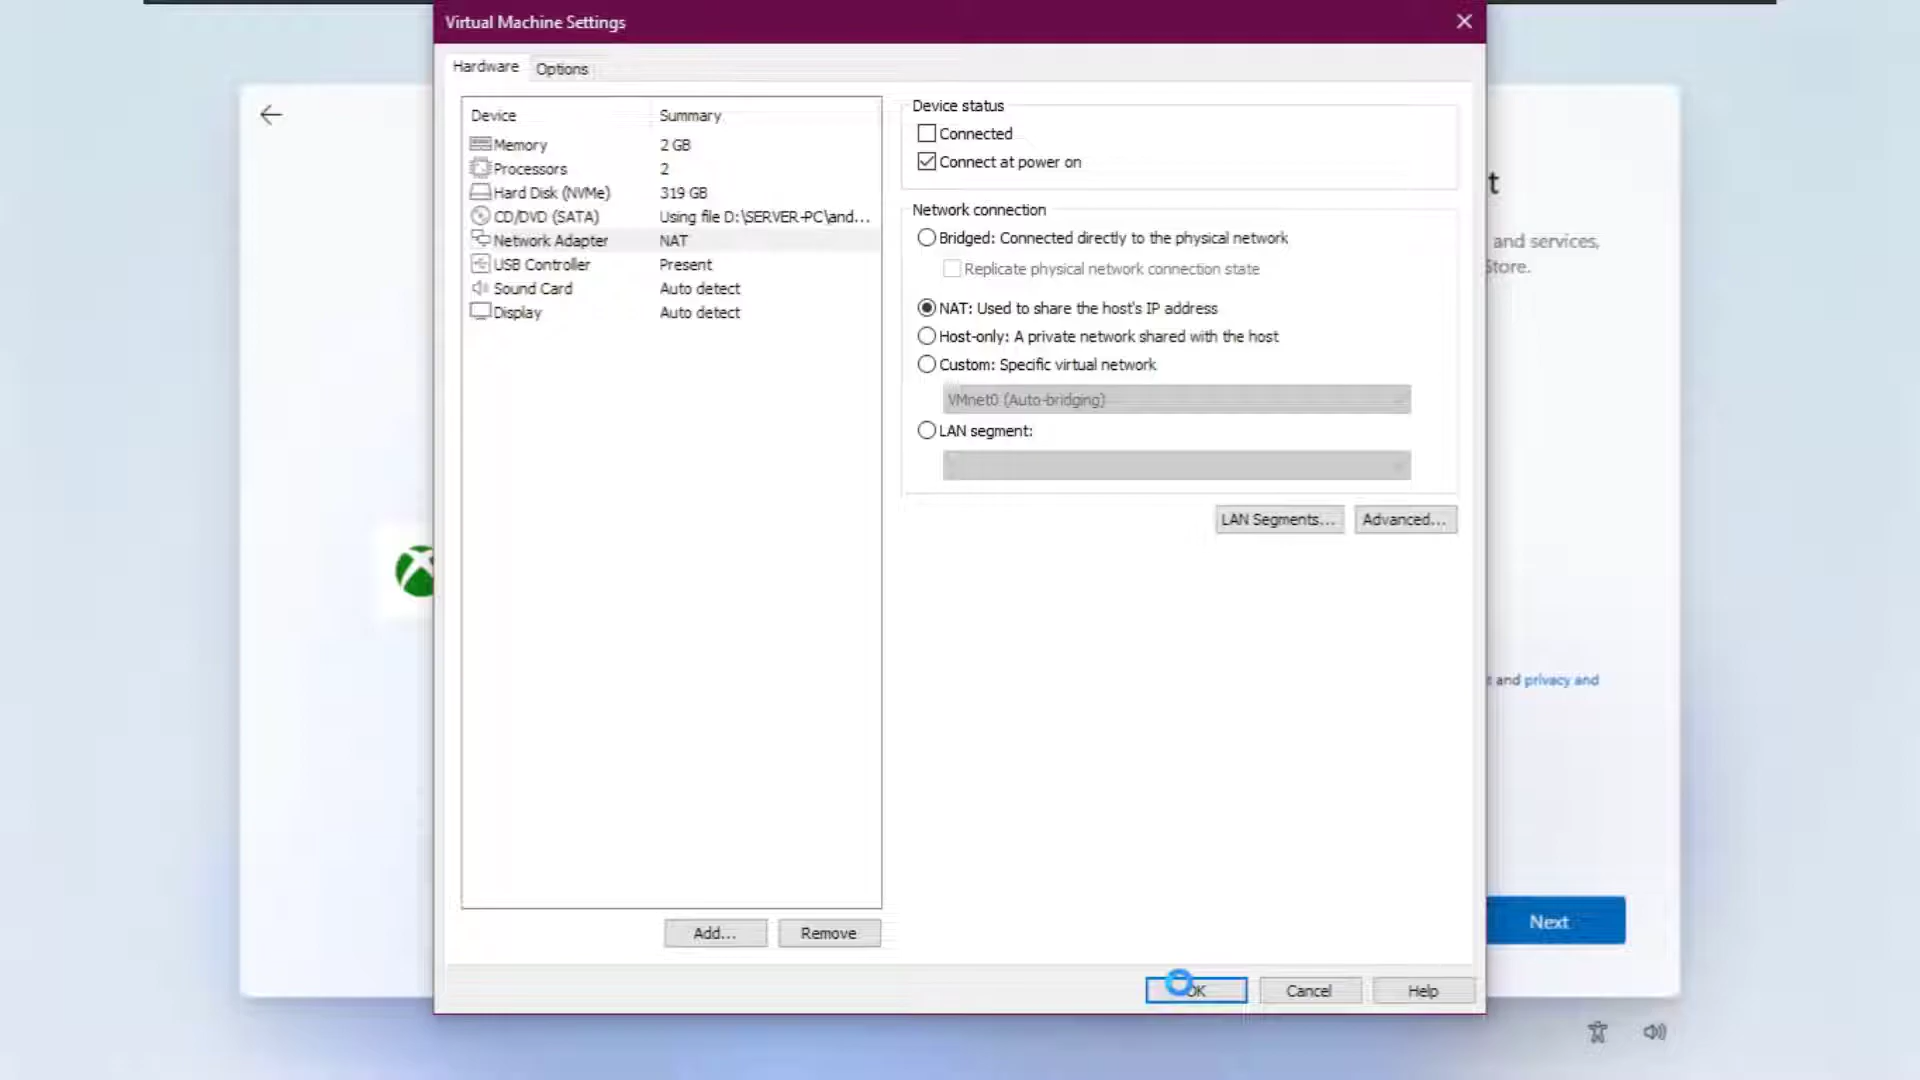 Virtual Machine Settings
Hardware Options
Device Summary
Memory 2 GB
Processors 2
Hard Disk (NVMe) 319 GB
CD/DVD (SATA) Using file D:\SERVER-PC\and...
Network Adapter NAT
USB Controller Present
Sound Card Auto detect
Display Auto detect
Add...
Remove
Device status
Connected
Connect at power on
Network connection
Bridged: Connected directly to the physical network
Replicate physical network connection state
NAT: Used to share the host's IP address
Host-only: A private network shared with the host
Custom: Specific virtual network
VMnet0 (Auto-bridging)
LAN segment:
LAN Segments...
Advanced...
OK
Cancel
Help
t
and services,
Store.
t and privacy and
Next